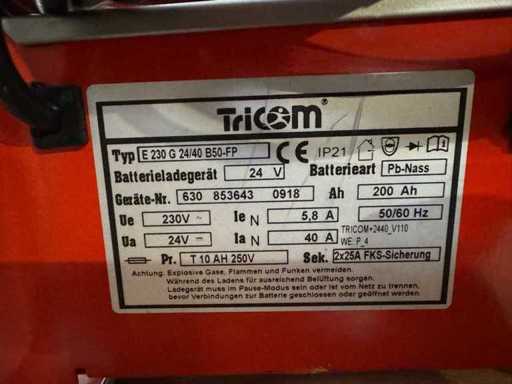 TriCOM ®
Typ E 230 G 24/40 B50-FP CE IP21
Batterieladegerät 24 V Batterieart Pb-Nass
Geräte-Nr. 630 853643 0918 Ah 200 Ah
Ue 230V ~ Ie N 5,8 A 50/60 Hz
Ua 24V ⎓ Ia N 40 A TRICOM+2440_V110
WE_P_4
Pr. T 10 AH 250V Sek. 2x25A FKS-Sicherung
Achtung. Explosive Gase, Flammen und Funken vermeiden.
Während des Ladens für ausreichend Belüftung sorgen.
Ladegerät muss im Pause-Modus sein oder ist vom Netz zu trennen,
bevor Verbindungen zur Batterie geschlossen oder geöffnet werden.